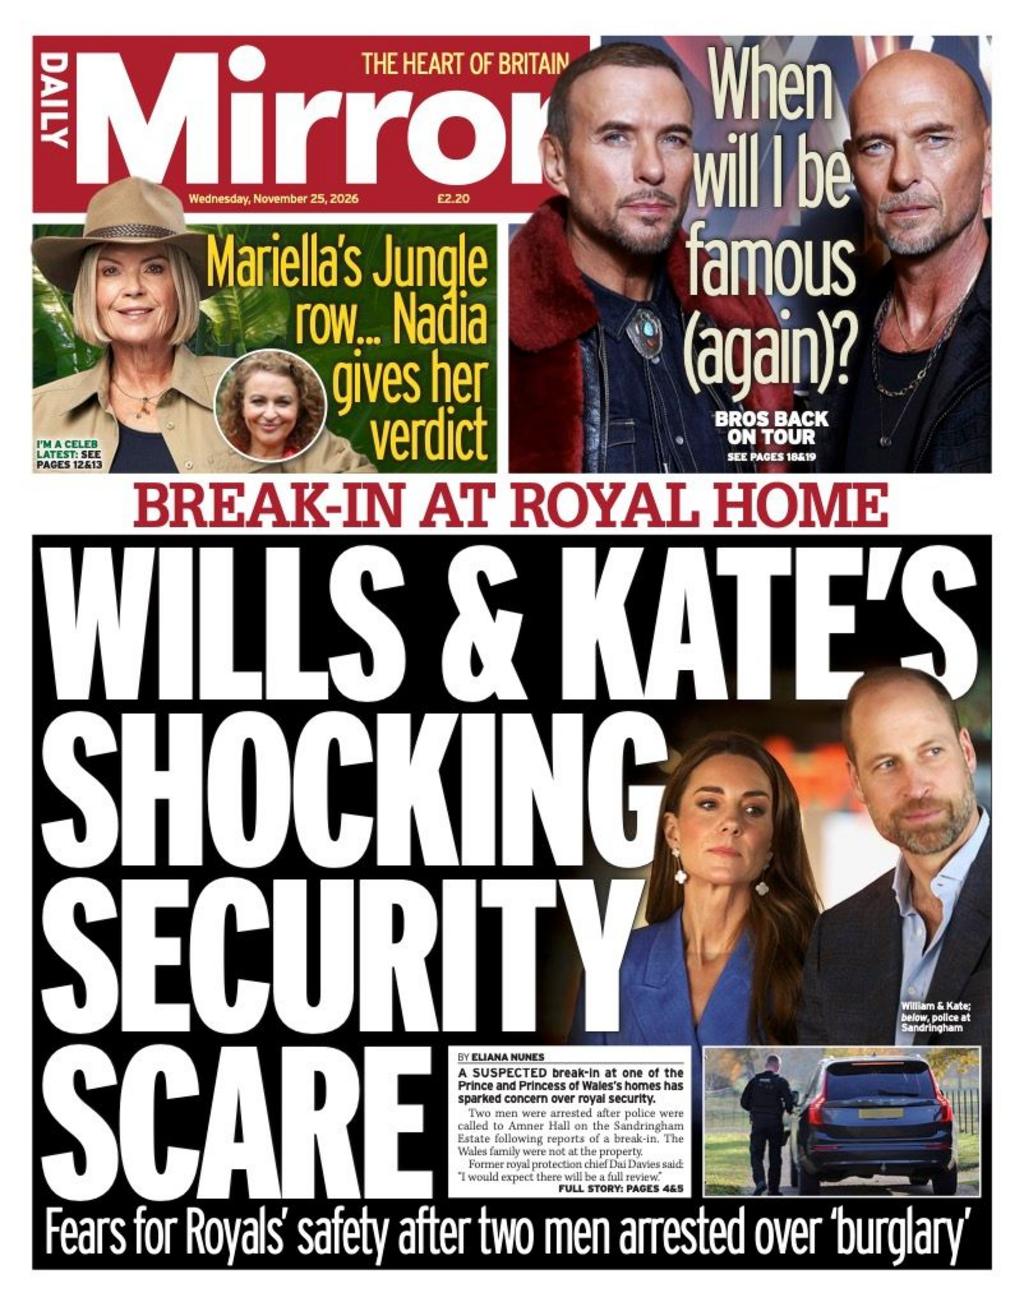 DAILY
Mirror
THE HEART OF BRITAIN
Wednesday, November 25, 2026 £2.20
Mariella's Jungle
row... Nadia
gives her
verdict
I'M A CELEB
LATEST: SEE
PAGES 12&13
When
will I be
famous
(again)?
BROS BACK
ON TOUR
SEE PAGES 18&19
BREAK-IN AT ROYAL HOME
WILLS & KATE'S
SHOCKING
SECURITY
SCARE
William & Kate;
below, police at
Sandringham
BY ELIANA NUNES
A SUSPECTED break-in at one of the
Prince and Princess of Wales's homes has
sparked concern over royal security.
Two men were arrested after police were
called to Amner Hall on the Sandringham
Estate following reports of a break-in. The
Wales family were not at the property.
Former royal protection chief Dai Davies said:
"I would expect there will be a full review."
FULL STORY: PAGES 4&5
Fears for Royals' safety after two men arrested over 'burglary'